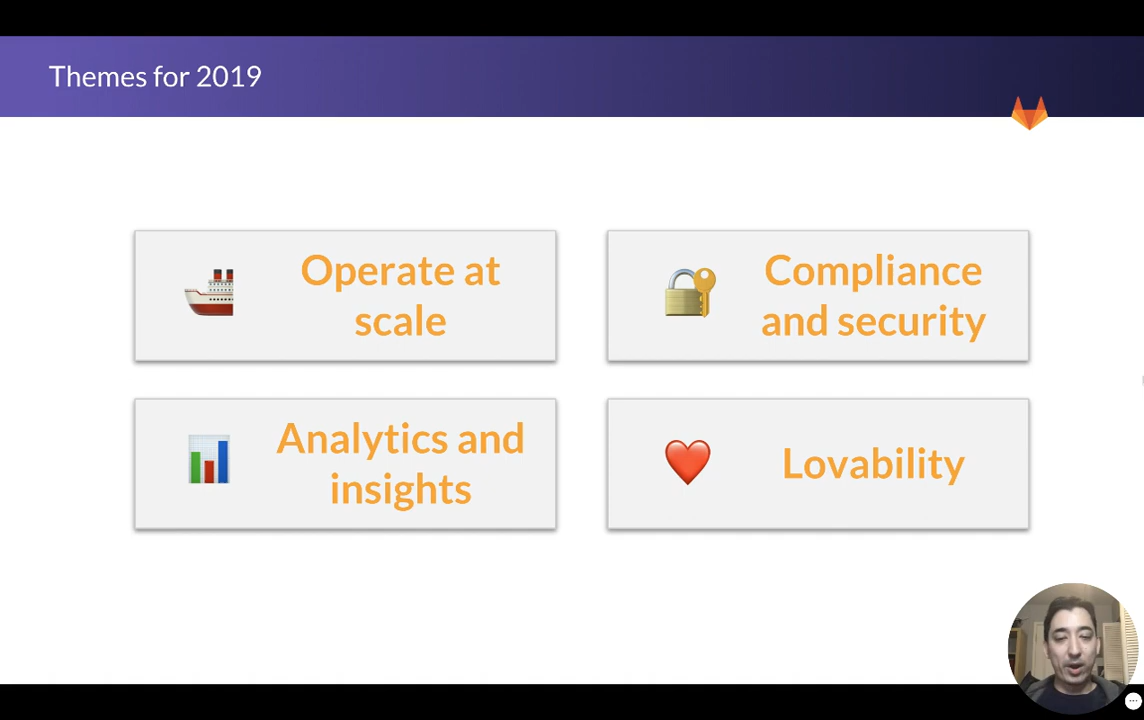 Themes for 2019
Operate at
scale
Compliance
and security
Analytics and
insights
Lovability